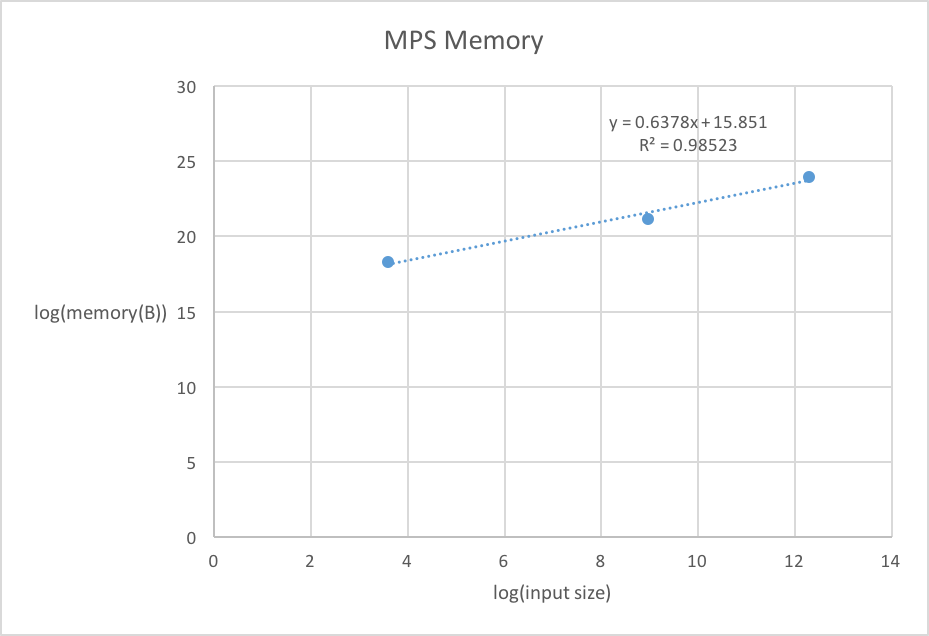 MPS Memory
30
25
20
15
10
5
0
log(memory(B))
y = 0.6378x + 15.851
R² = 0.98523
0 2 4 6 8 10 12 14
log(input size)